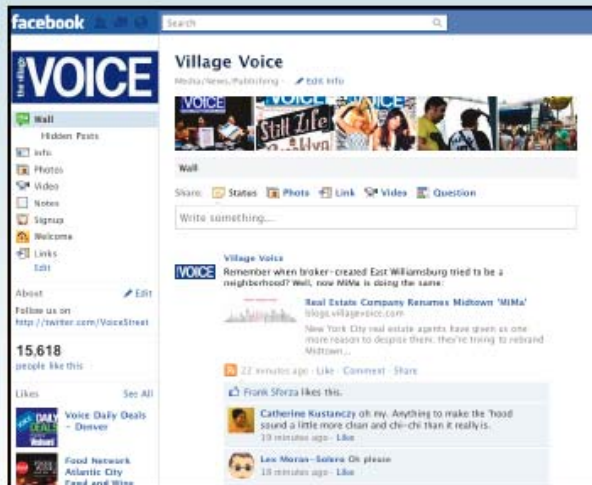 facebook
Search
the village VOICE
Wall
Hidden Posts
Info
Photos
Video
Notes
Signup
Welcome
Links
Edit
About
Edit
Follow us on
http://twitter.com/VoiceStreet
15,618
people like this
Likes
See All
Voice Daily Deals
- Denver
Food Network
Atlantic City
Food and Wine
Village Voice
Media/News/Publishing · Edit Info
VOICE
Still Life
Wall
Share: Status Photo Link Video Question
Write something...
Village Voice
VOICE
Remember when broker-created East Williamsburg tried to be a
neighborhood? Well, now MiMa is doing the same:
Real Estate Company Renames Midtown 'MiMa'
blogs.villagevoice.com
New York City real estate agents have given us one
more reason to despise them: they're trying to rebrand
Midtown...
22 minutes ago · Like · Comment · Share
Frank Sforza likes this.
Catherine Kustanczy oh my. Anything to make the 'hood
sound a little more clean and chi-chi than it really is.
19 minutes ago · Like
Lex Moran-Solero Oh please
18 minutes ago · Like